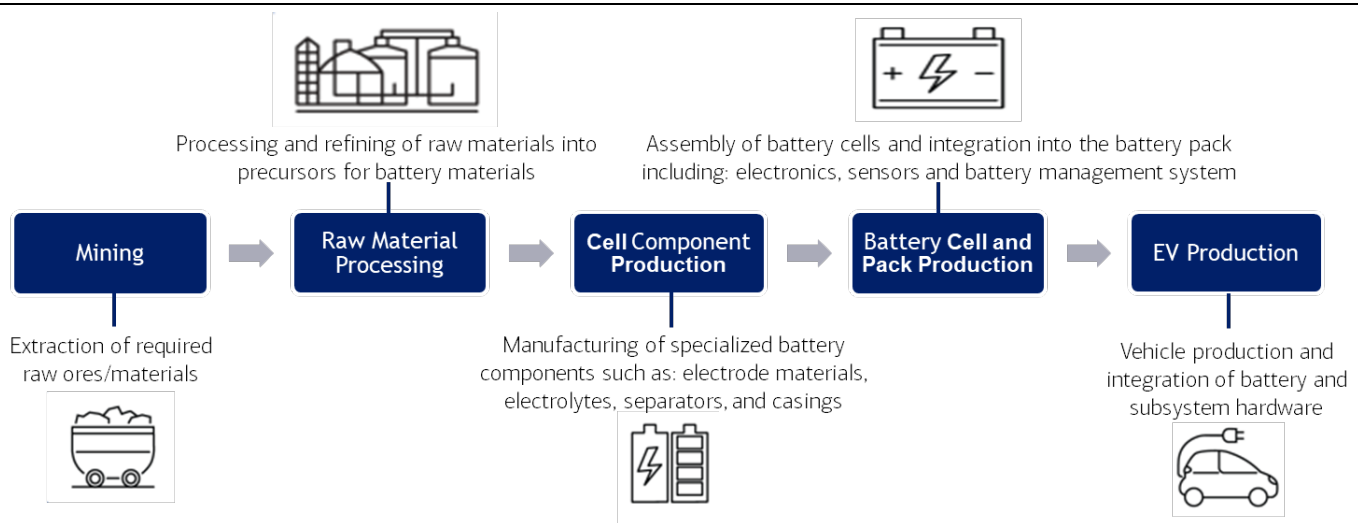 Processing and refining of raw materials into
precursors for battery materials
Assembly of battery cells and integration into the battery pack
including: electronics, sensors and battery management system
Mining
Raw Material
Processing
Cell Component
Production
Battery Cell and
Pack Production
EV Production
Extraction of required
raw ores/materials
Manufacturing of specialized battery
components such as: electrode materials,
electrolytes, separators, and casings
Vehicle production and
integration of battery and
subsystem hardware